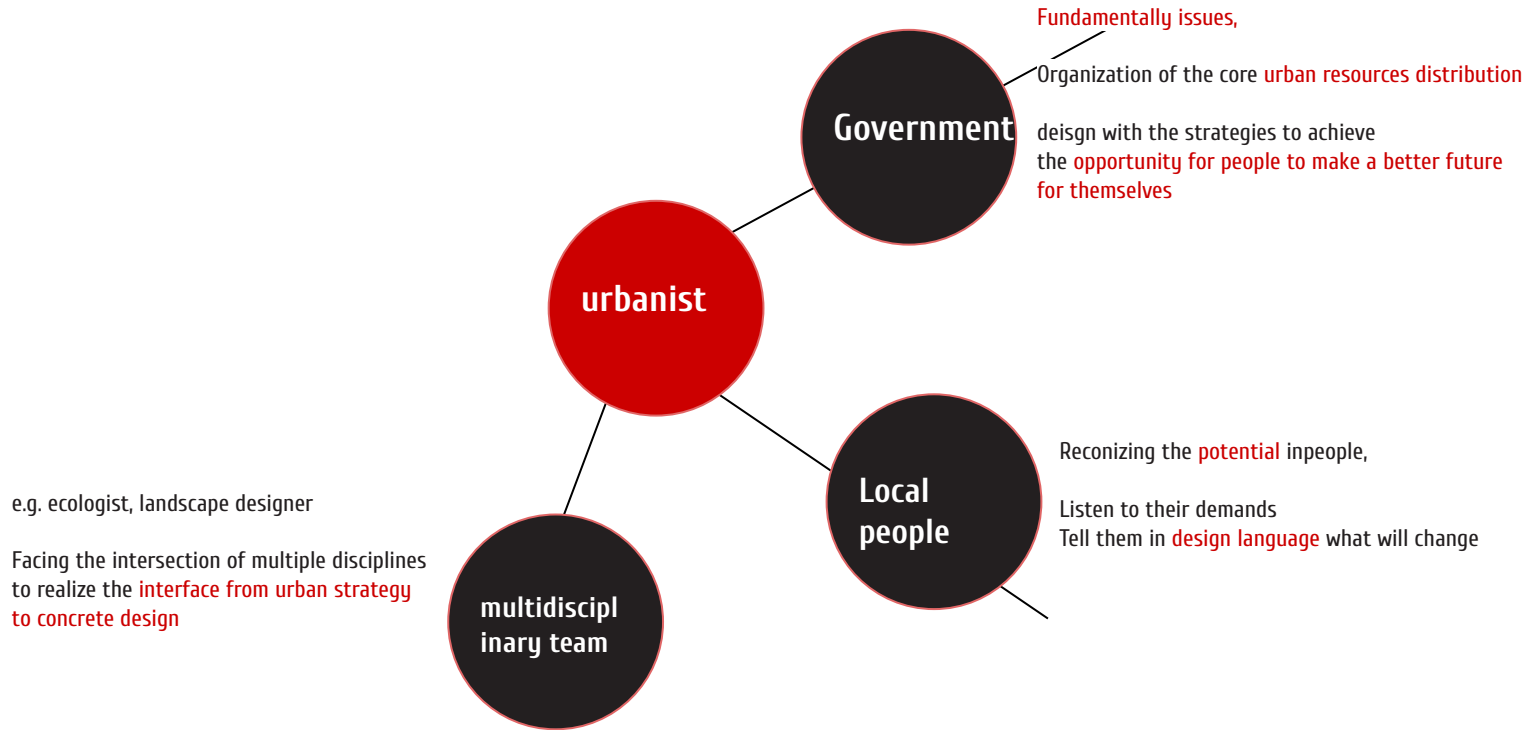 Fundamentally issues,
Organization of the core urban resources distribution
deisgn with the strategies to achieve
the opportunity for people to make a better future
for themselves
Government
urbanist
Local
people
Reconizing the potential inpeople,
Listen to their demands
Tell them in design language what will change
e.g. ecologist, landscape designer
Facing the intersection of multiple disciplines
to realize the interface from urban strategy
to concrete design
multidiscipl
inary team